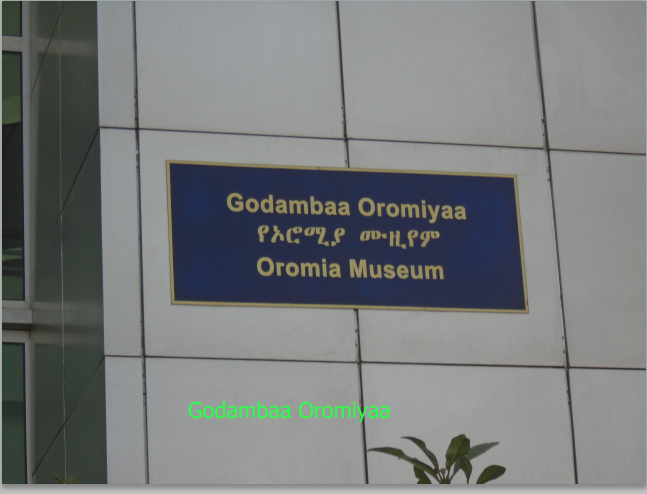 Godambaa Oromiyaa
የኦሮሚያ ሙዚየም
Oromia Museum
Godambaa Oromiyaa